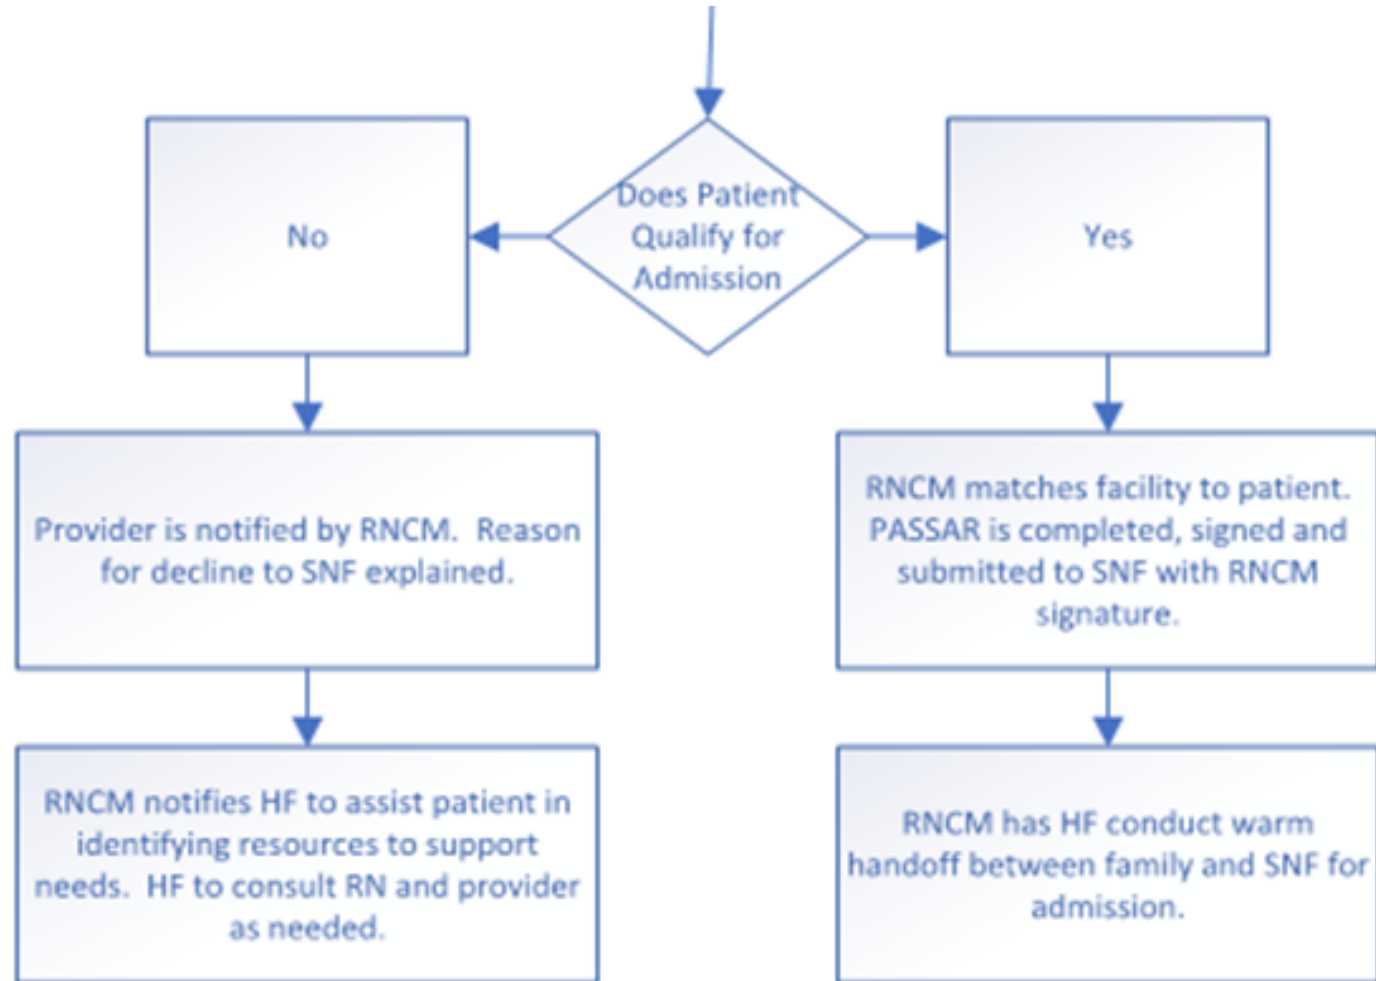 Does Patient
Qualify for
Admission
No
Yes
Provider is notified by RNCM.  Reason
for decline to SNF explained.
RNCM matches facility to patient.
PASSAR is completed, signed and
submitted to SNF with RNCM
signature.
RNCM notifies HF to assist patient in
identifying resources to support
needs.  HF to consult RN and provider
as needed.
RNCM has HF conduct warm
handoff between family and SNF for
admission.